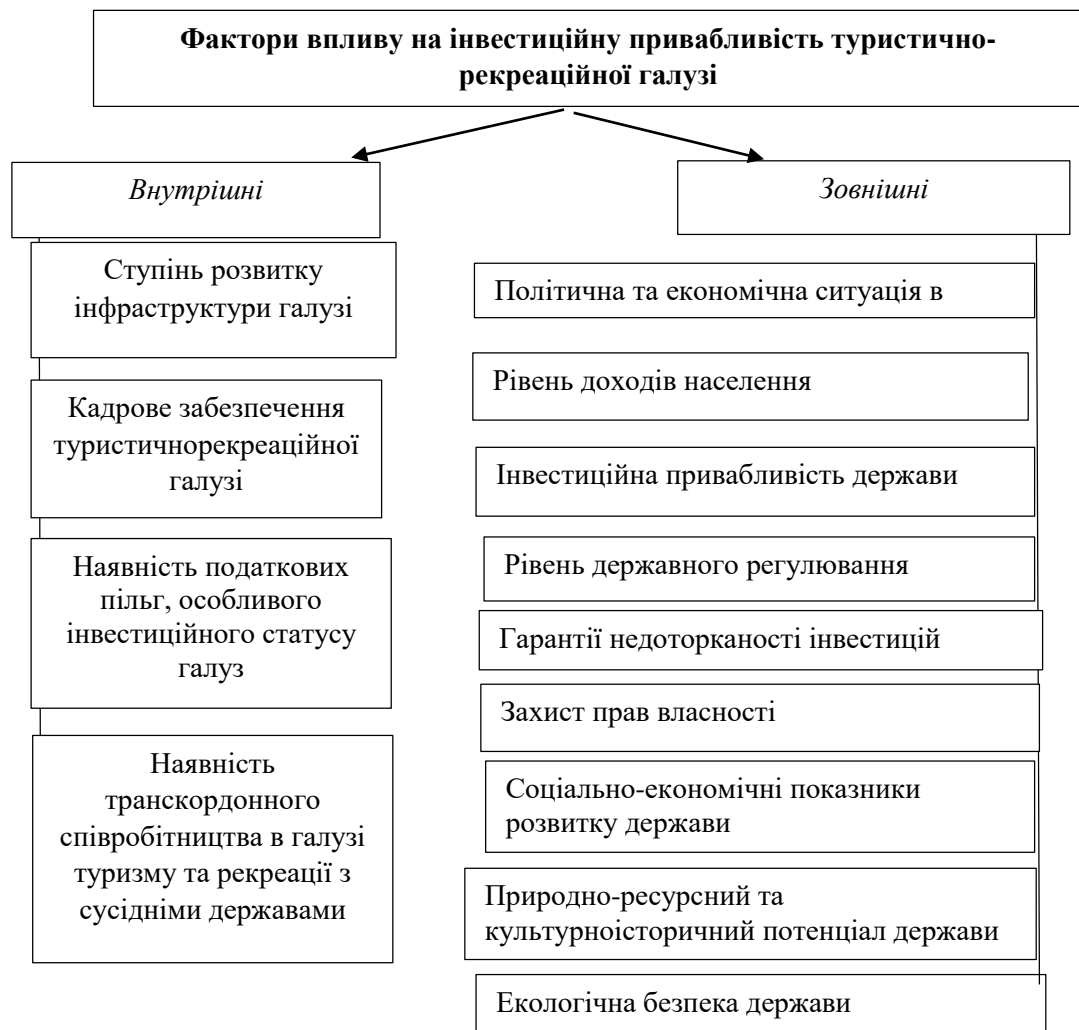 Фактори впливу на інвестиційну привабливість туристично-
рекреаційної галузі
Внутрішні
Ступінь розвитку
інфраструктури галузі
Кадрове забезпечення
туристичнорекреаційної
галузі
Наявність податкових
пільг, особливого
інвестиційного статусу
галуз
Наявність
транскордонного
співробітництва в галузі
туризму та рекреації з
сусідніми державами
Зовнішні
Політична та економічна ситуація в
Рівень доходів населення
Інвестиційна привабливість держави
Рівень державного регулювання
Гарантії недоторканості інвестицій
Захист прав власності
Соціально-економічні показники
розвитку держави
Природно-ресурсний та
культурноісторичний потенціал держави
Екологічна безпека держави